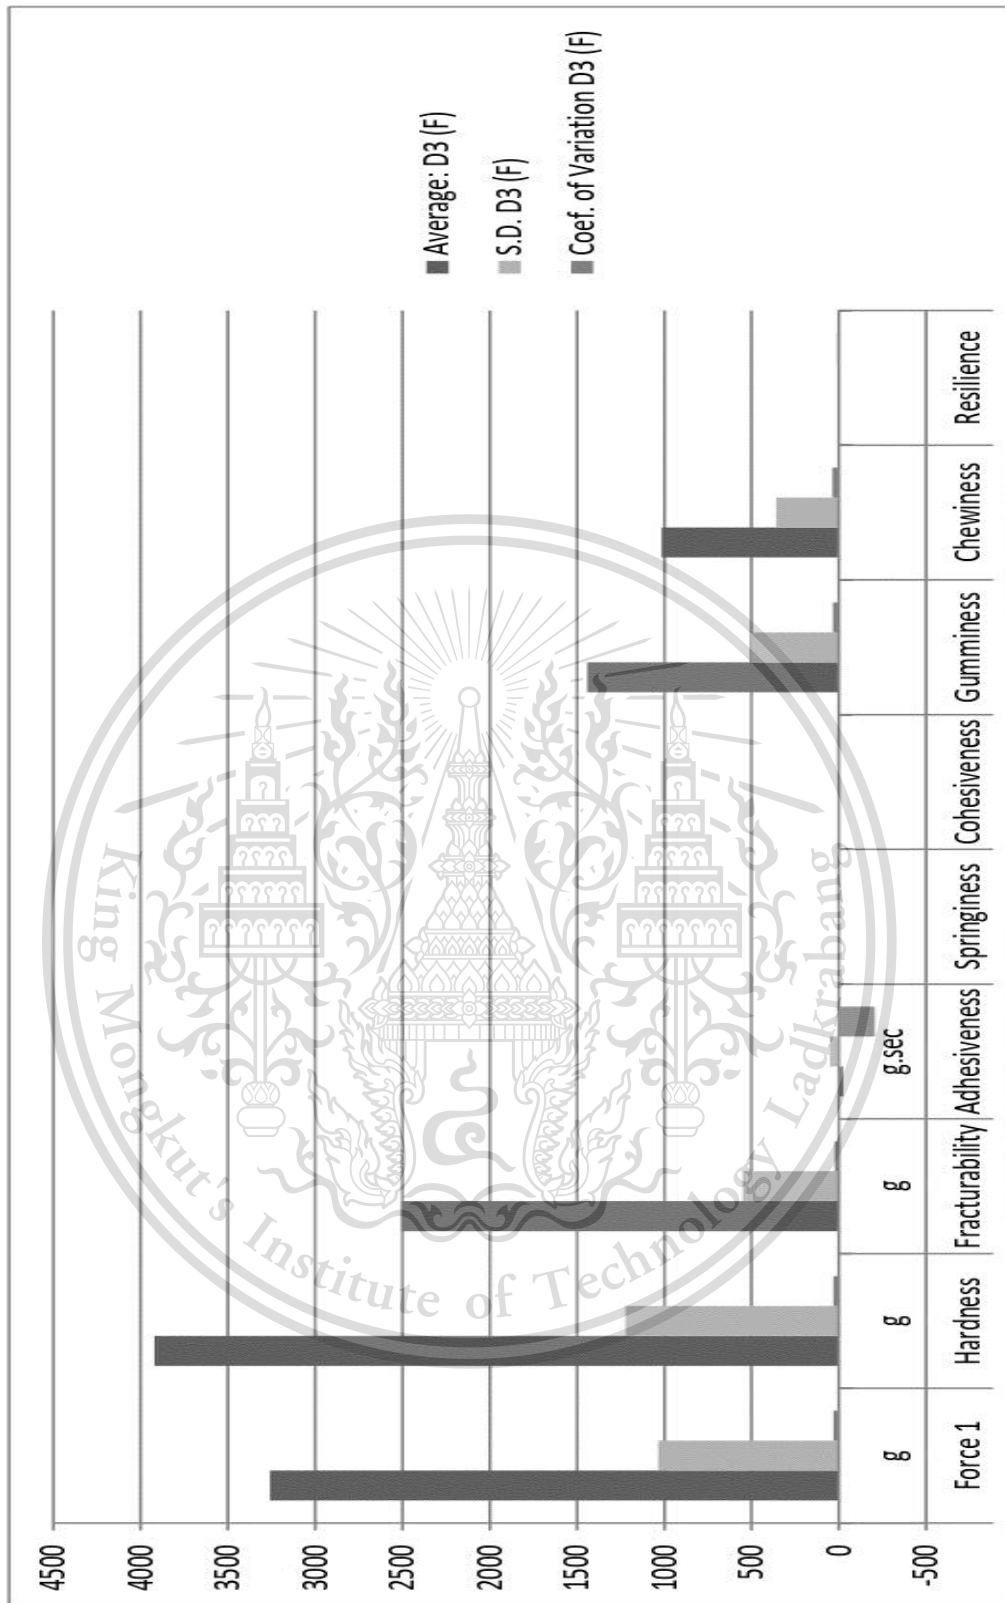 4500
4000
3500
3000
2500
2000
1500
1000
500
0
-500
g g g g.sec
Force 1 Hardness Fracturability Adhesiveness Springiness Cohesiveness Gumminess Chewiness Resilience
Average: D3 (F)
S.D. D3 (F)
Coef. of Variation D3 (F)
King Mongkut's Institute of Technology Ladkrabang